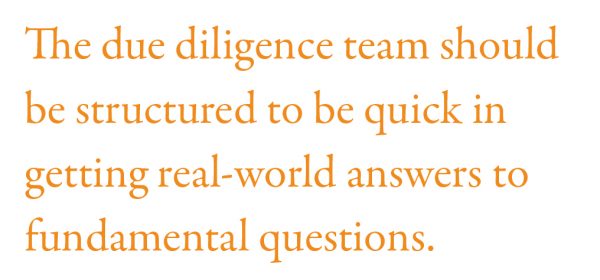 The due diligence team should
be structured to be quick in
getting real-world answers to
fundamental questions.